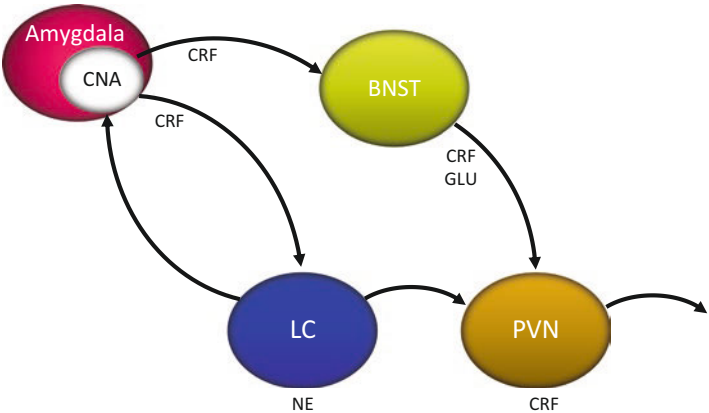 Amygdala
CNA
CRF
BNST
CRF
CRF
GLU
LC
PVN
NE
CRF